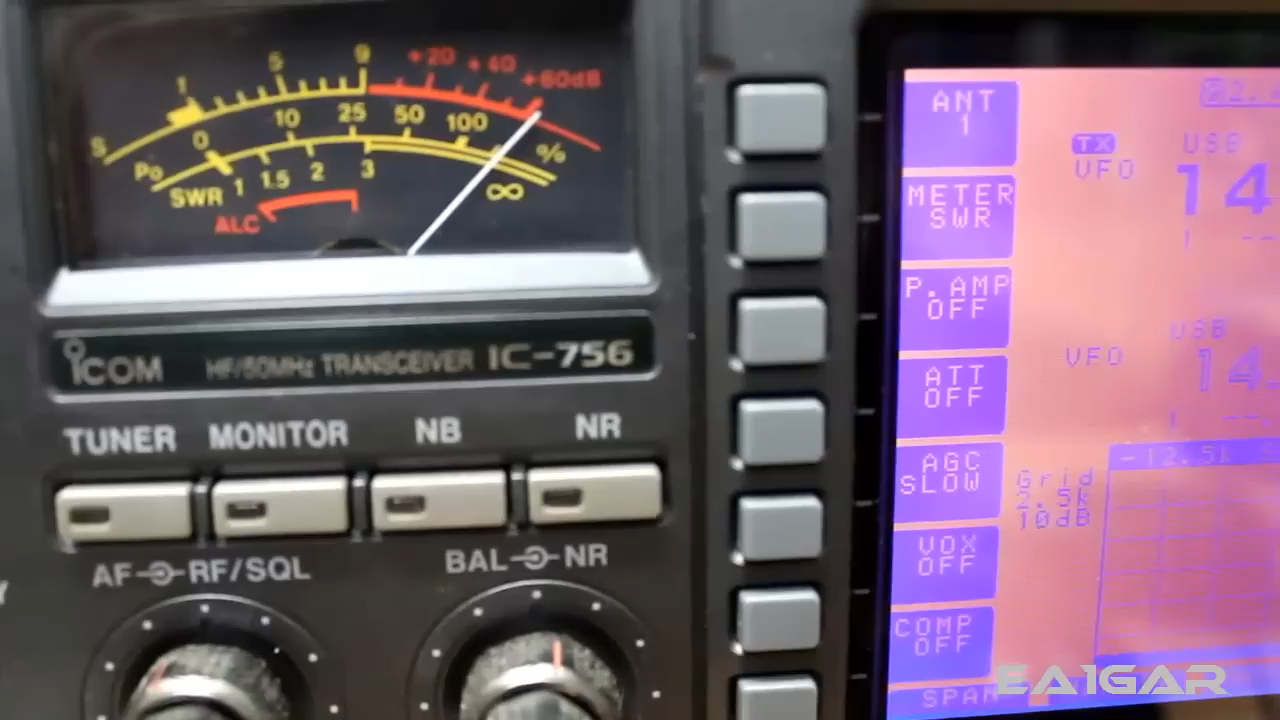 1 5 9 +20 +40 +60dB
S
0 10 25 50 100 %
Po
SWR 1 1.5 2 3 ∞
ALC
ICOM HF/50MHz TRANSCEIVER IC-756
TUNER MONITOR NB NR
AF RF/SQL BAL NR
ANT
1
METER
SWR
P.AMP
OFF
ATT
OFF
AGC
SLOW
VOX
OFF
COMP
OFF
SPAN
TX
VFO
USB
14
VFO
USB
14.
Grid
2.5k
10dB
-12.5k
EA1GAR